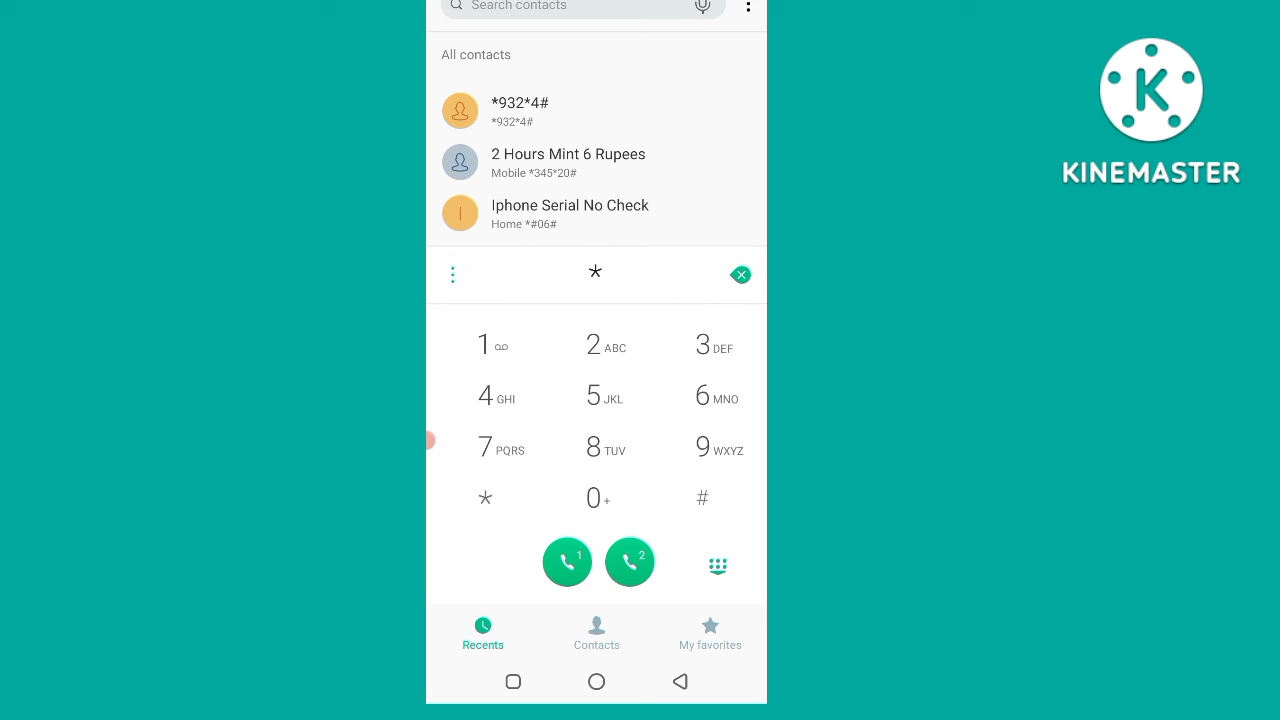 Search contacts
All contacts
*932*4#
*932*4#
2 Hours Mint 6 Rupees
Mobile *345*20#
I
Iphone Serial No Check
Home *#06#
*
1 2 ABC 3 DEF
4 GHI 5 JKL 6 MNO
7 PQRS 8 TUV 9 WXYZ
* 0 + #
1 2
Recents Contacts My favorites
K
KINEMASTER